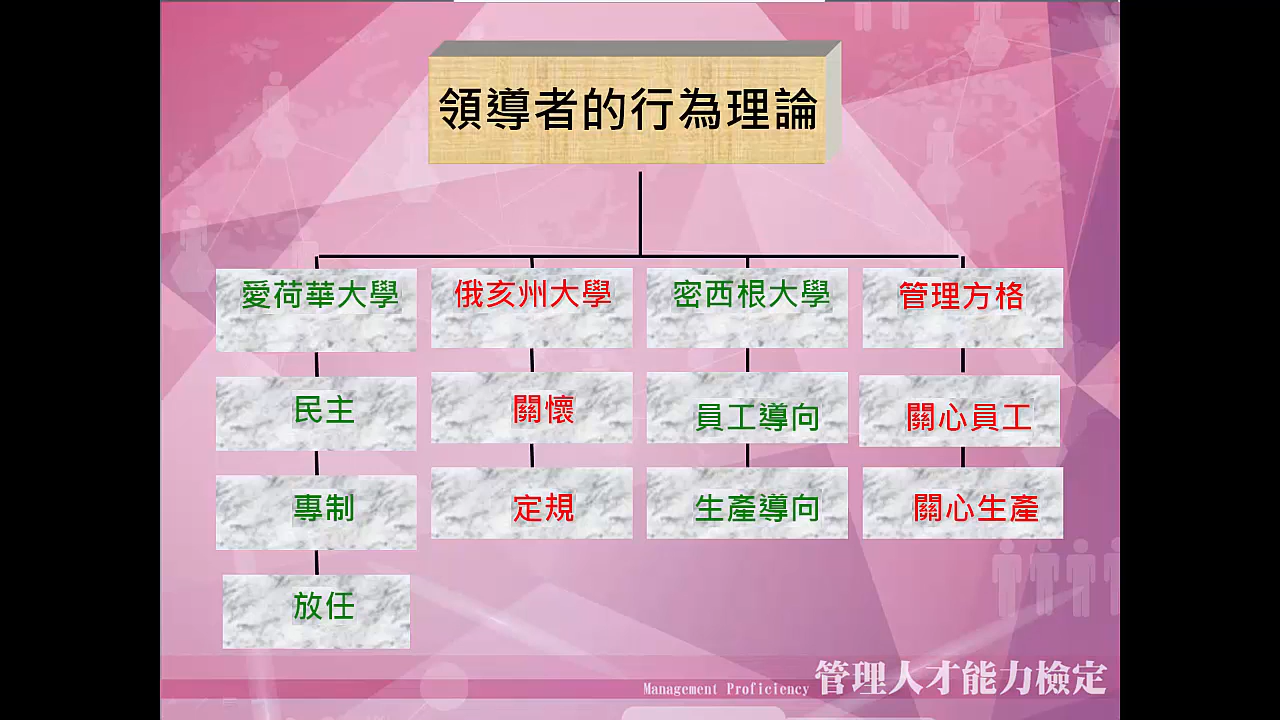 領導者的行為理論
愛荷華大學
俄亥州大學
密西根大學
管理方格
民主
關懷
員工導向
關心員工
專制
定規
生產導向
關心生產
放任
Management Proficiency 管理人才能力檢定